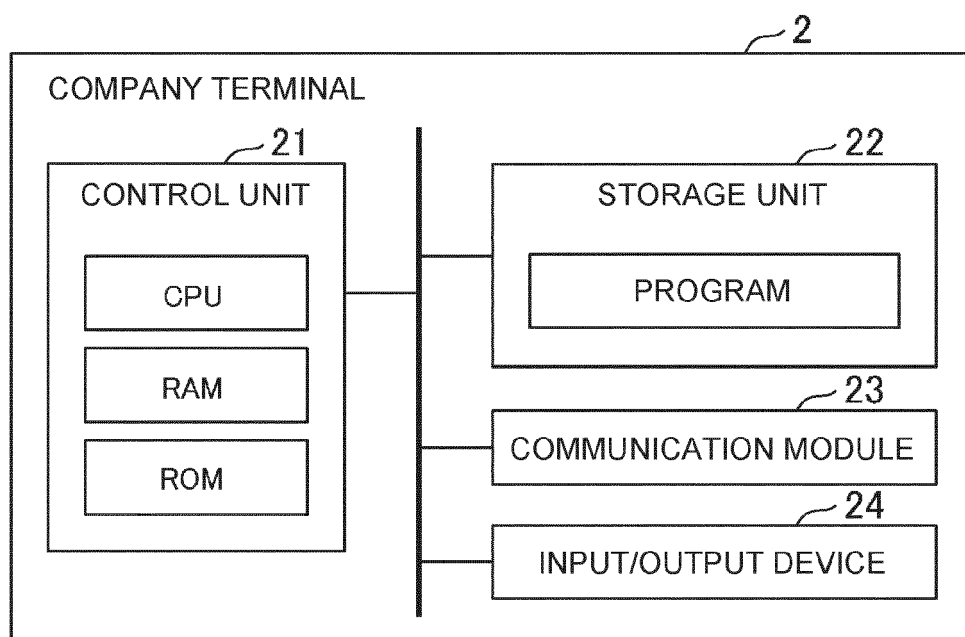 2
COMPANY TERMINAL
21
CONTROL UNIT
CPU
RAM
ROM
22
STORAGE UNIT
PROGRAM
23
COMMUNICATION MODULE
24
INPUT/OUTPUT DEVICE